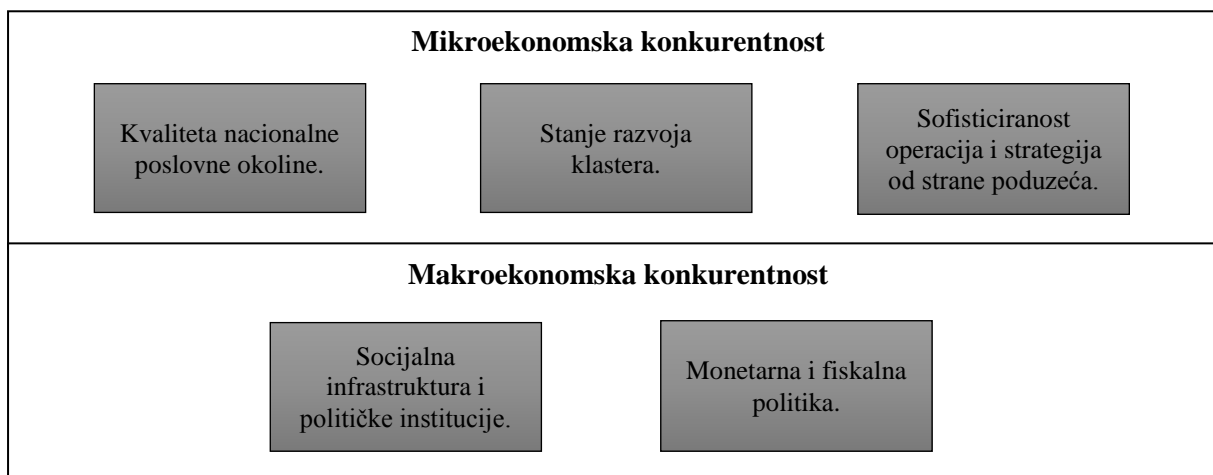 Mikroekonomska konkurentnost
Kvaliteta nacionalne
poslovne okoline.
Stanje razvoja
klastera.
Sofisticiranost
operacija i strategija
od strane poduzeća.
Makroekonomska konkurentnost
Socijalna
infrastruktura i
političke institucije.
Monetarna i fiskalna
politika.